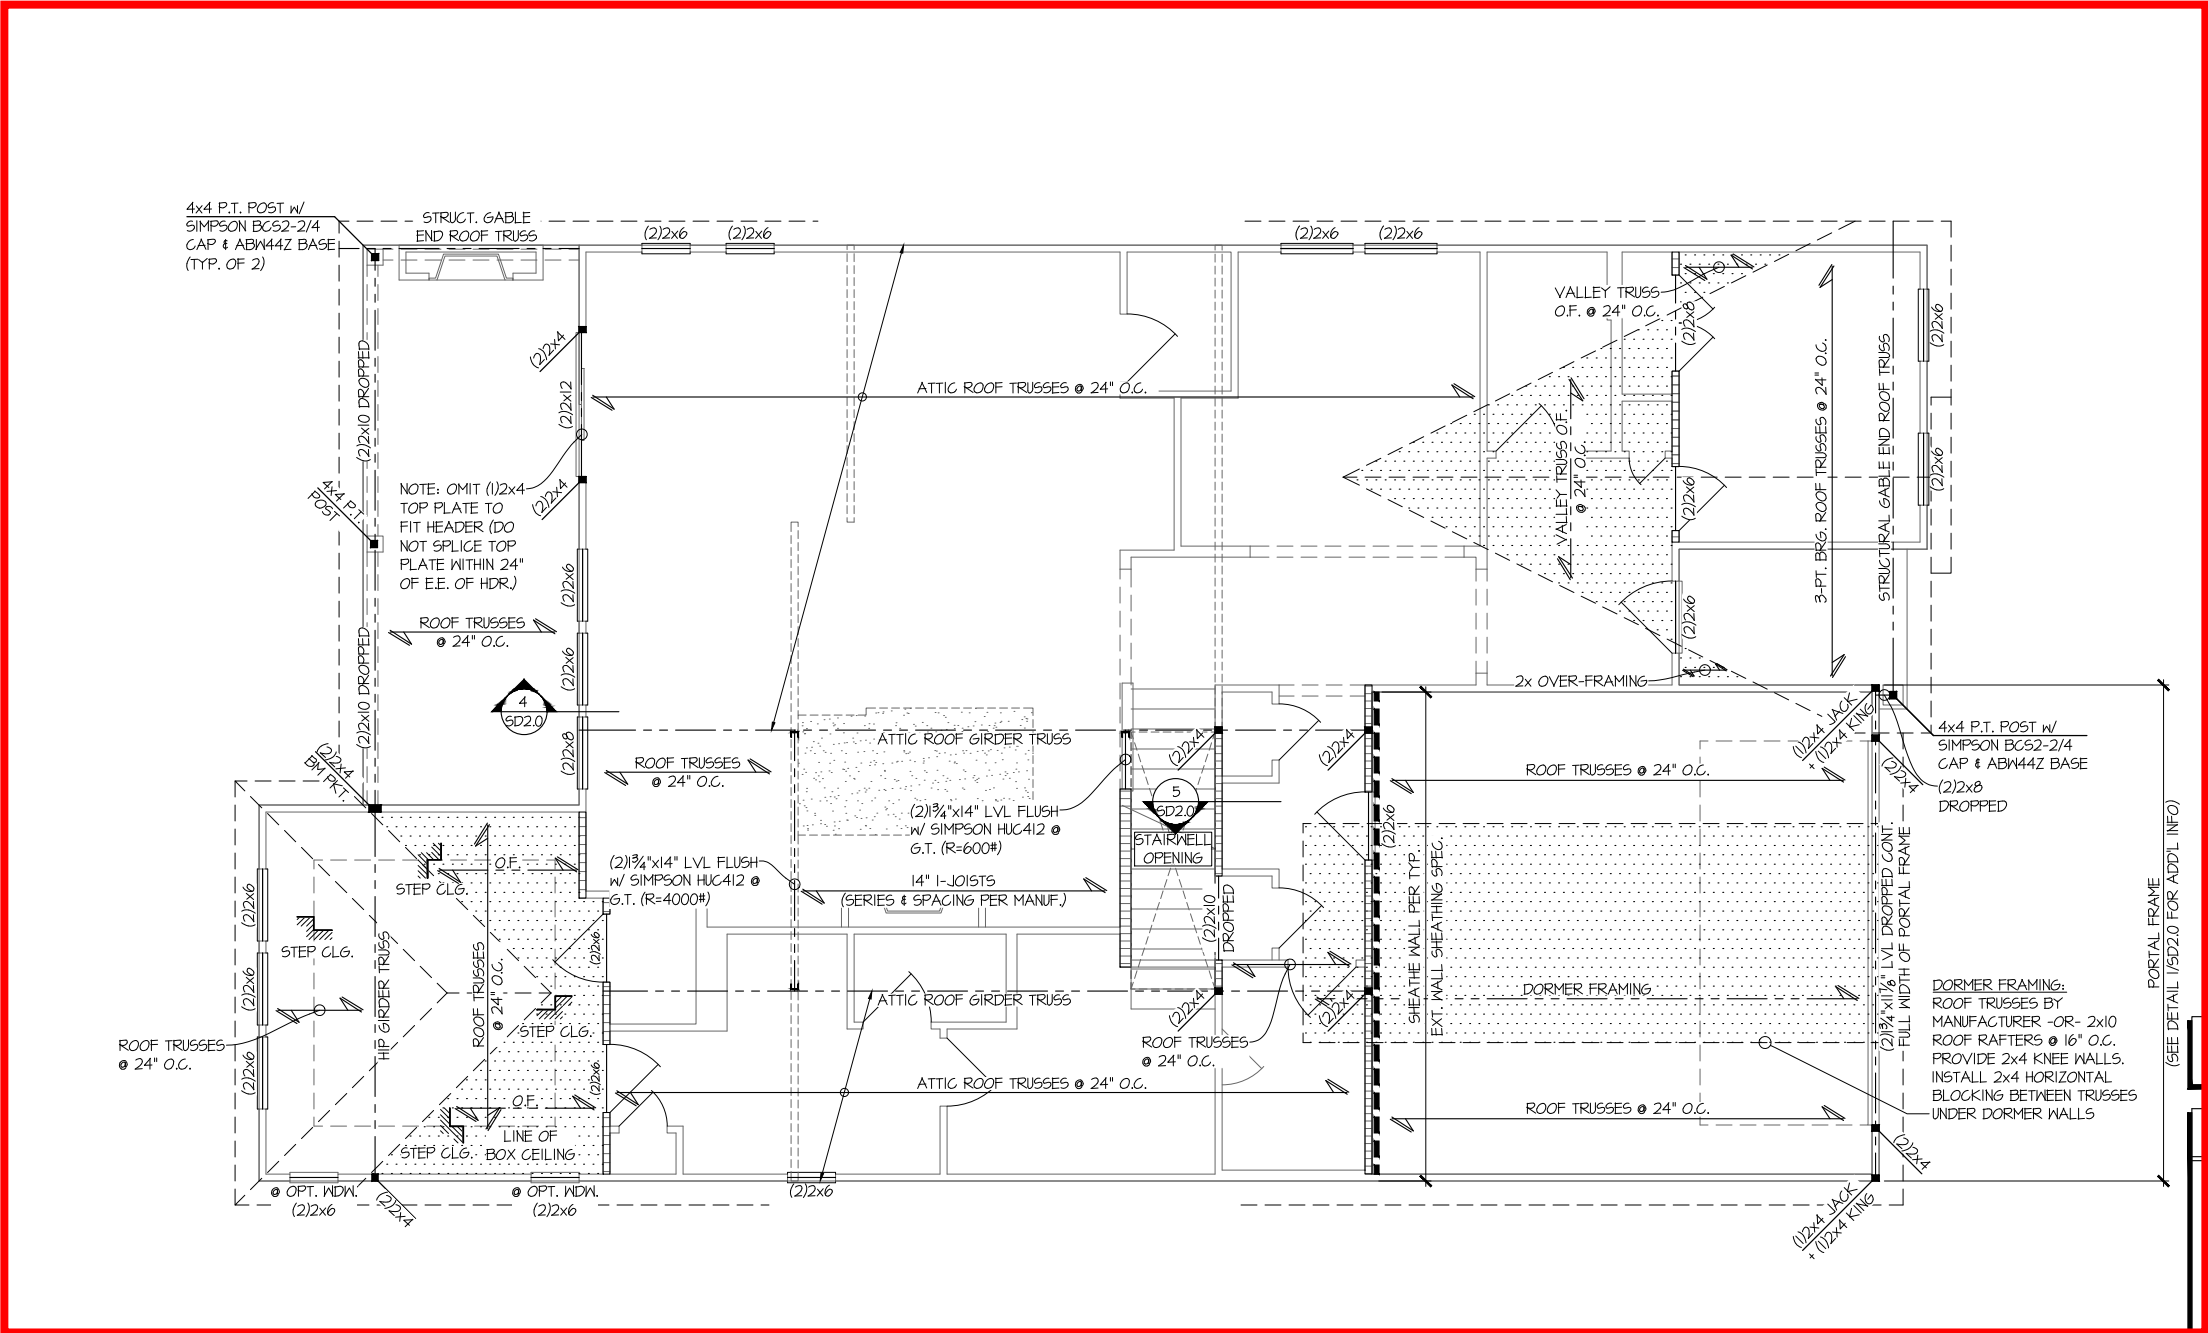 4x4 P.T. POST w/
SIMPSON BCS2-2/4
CAP & ABW44Z BASE
(TYP. OF 2)
STRUCT. GABLE
END ROOF TRUSS
(2)2x6
(2)2x6
(2)2x6
(2)2x6
VALLEY TRUSS
O.F. @ 24" O.C.
(2)2x8
(2)2x6
(2)2x6
(2)2x4
(2)2x12
(2)2x10 DROPPED
ATTIC ROOF TRUSSES @ 24" O.C.
3-PT. BRG. ROOF TRUSSES @ 24" O.C.
STRUCTURAL GABLE END ROOF TRUSS
VALLEY TRUSS O.F.
@ 24" O.C.
4x4 P.T.
POST
NOTE: OMIT (1)2x4
TOP PLATE TO
FIT HEADER (DO
NOT SPLICE TOP
PLATE WITHIN 24"
OF E.E. OF HDR.)
(2)2x4
(2)2x6
(2)2x6
(2)2x6
ROOF TRUSSES
@ 24" O.C.
(2)2x6
(2)2x10 DROPPED
2x OVER-FRAMING
4
SD2.0
(2)2x8
(2)2x4
BM PKT.
ATTIC ROOF GIRDER TRUSS
(2)2x4
(2)2x4
(1)2x4 JACK
+ (1)2x4 KING
4x4 P.T. POST w/
SIMPSON BCS2-2/4
CAP & ABW44Z BASE
(2)2x8
DROPPED
(2)2x4
ROOF TRUSSES
@ 24" O.C.
ROOF TRUSSES @ 24" O.C.
(2)1¾"x14" LVL FLUSH
w/ SIMPSON HUC412 @
G.T. (R=600#)
5
SD2.0
STAIRWELL
OPENING
(2)2x6
(2)1¾"x14" LVL FLUSH
w/ SIMPSON HUC412 @
G.T. (R=4000#)
14" I-JOISTS
(SERIES & SPACING PER MANUF.)
O.F.
STEP CLG.
(2)2x6
STEP CLG.
(2)2x6
(2)2x10
DROPPED
SHEATHE WALL PER TYP.
EXT. WALL SHEATHING SPEC.
(2)1¾"x11⅞" LVL DROPPED CONT.
FULL WIDTH OF PORTAL FRAME
PORTAL FRAME
(SEE DETAIL 1/SD2.0 FOR ADD'L INFO)
HIP GIRDER TRUSS
ROOF TRUSSES
@ 24" O.C.
(2)2x6
STEP CLG.
ATTIC ROOF GIRDER TRUSS
(2)2x4
(2)2x4
DORMER FRAMING
DORMER FRAMING:
ROOF TRUSSES BY
MANUFACTURER -OR- 2x10
ROOF RAFTERS @ 16" O.C.
PROVIDE 2x4 KNEE WALLS.
INSTALL 2x4 HORIZONTAL
BLOCKING BETWEEN TRUSSES
UNDER DORMER WALLS
ROOF TRUSSES
@ 24" O.C.
ROOF TRUSSES
@ 24" O.C.
(2)2x6
(2)2x6
ATTIC ROOF TRUSSES @ 24" O.C.
O.F.
ROOF TRUSSES @ 24" O.C.
LINE OF
BOX CEILING
STEP CLG.
(2)2x4
@ OPT. WDW.
(2)2x6
(2)2x4
@ OPT. WDW.
(2)2x6
(2)2x6
(1)2x4 JACK
+ (1)2x4 KING